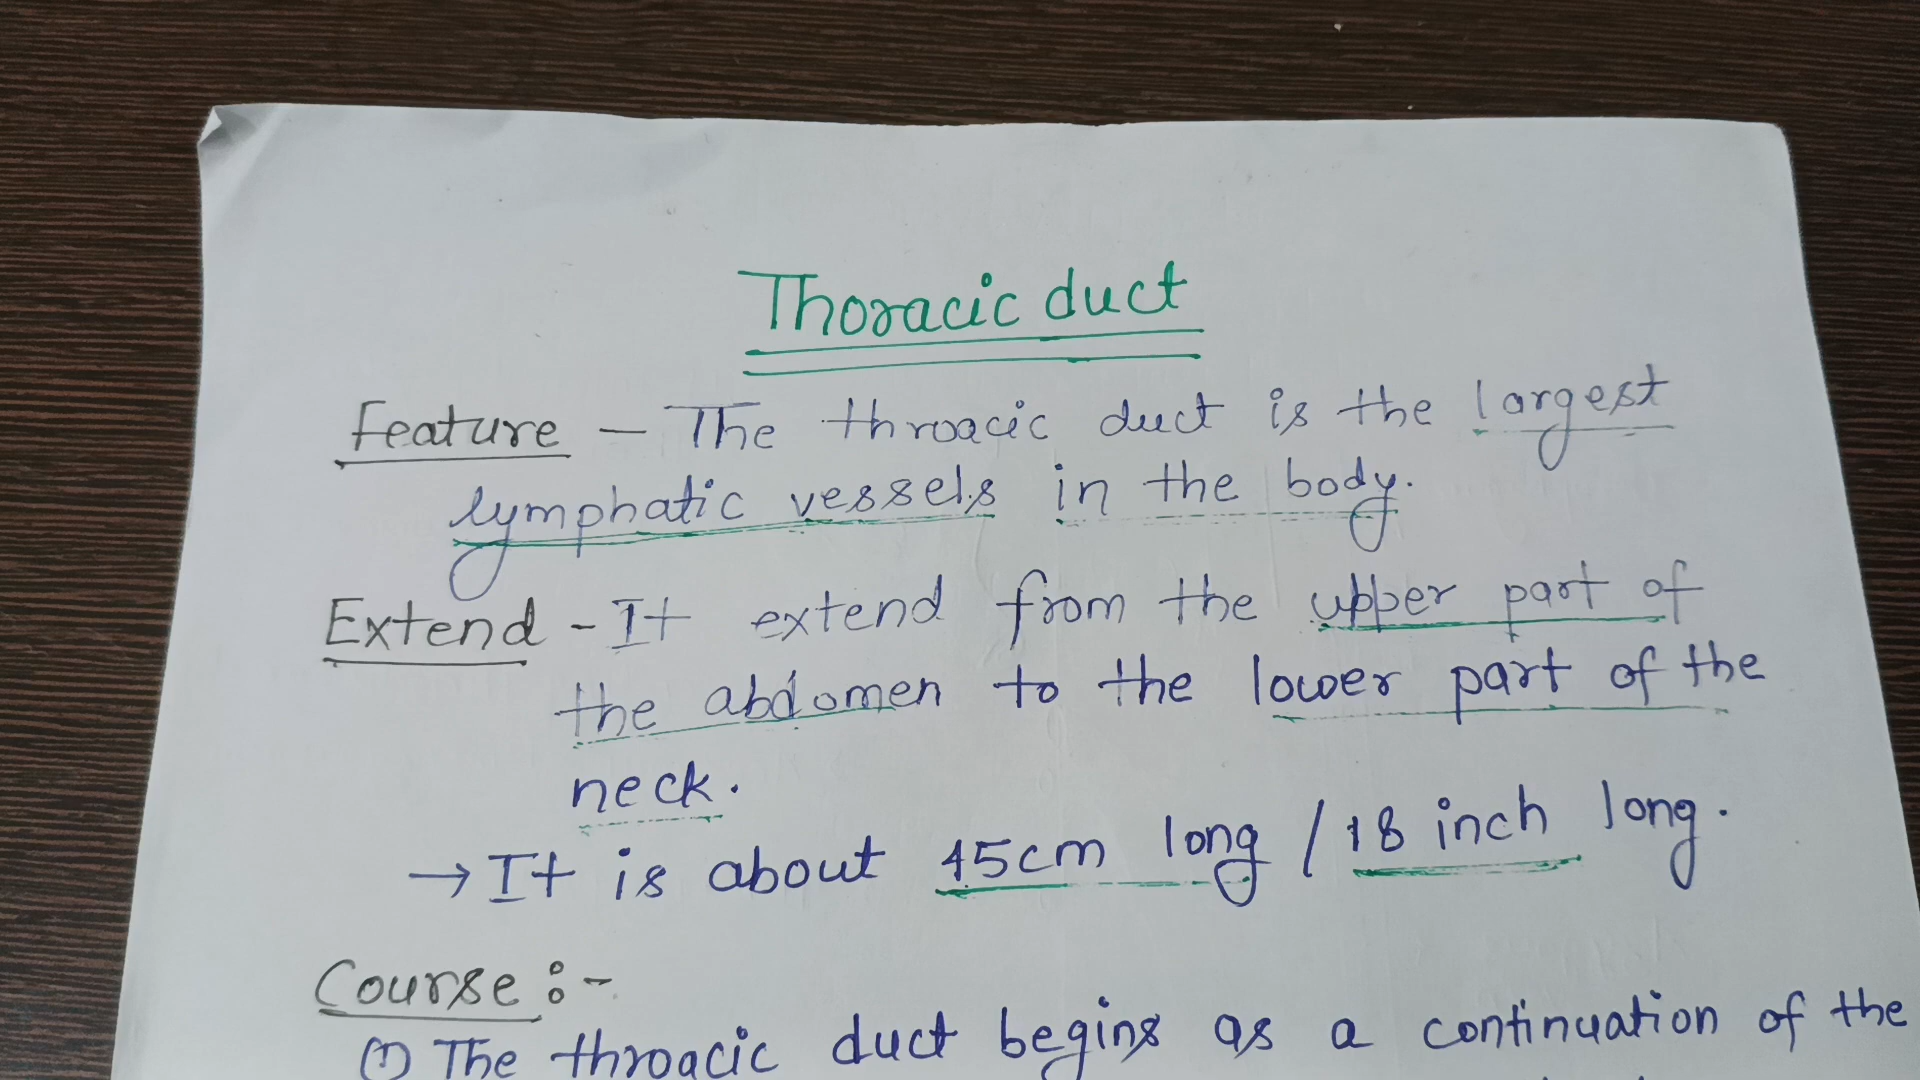 Thoracic duct
Feature – The throacic duct is the largest
lymphatic vessels in the body.
Extend - It extend from the upper part of
the abdomen to the lower part of the
neck.
→ It is about 45cm long / 18 inch long.
Course :-
(1) The throacic duct begins as a continuation of the